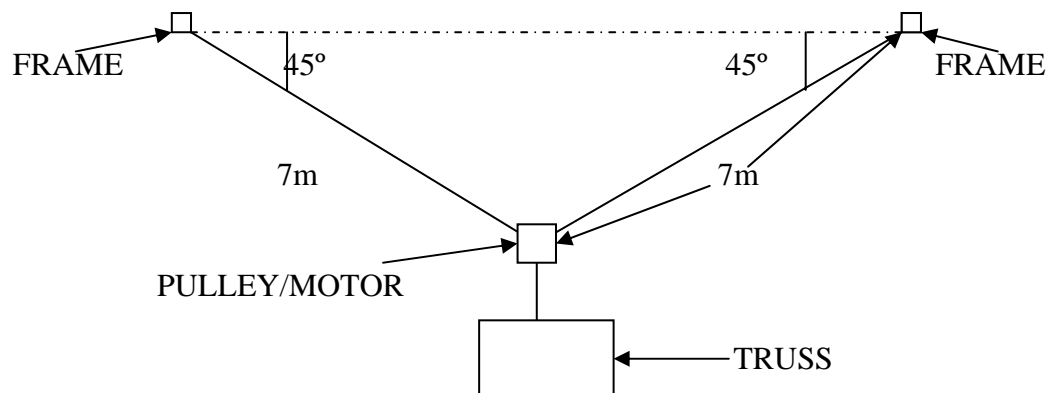 45º 45º
FRAME FRAME
7m 7m
PULLEY/MOTOR
TRUSS